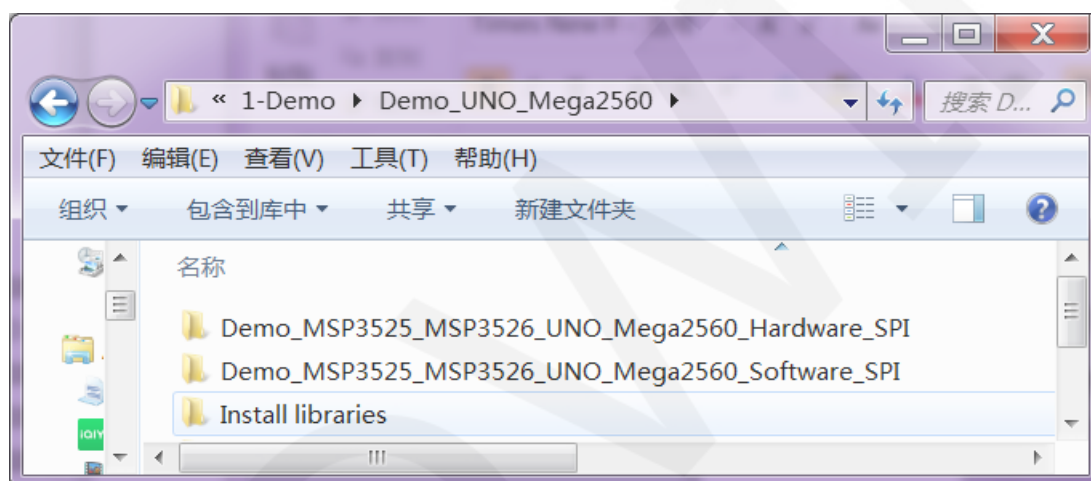 « 1-Demo ▸ Demo_UNO_Mega2560 ▸ 搜索 D...
文件(F) 编辑(E) 查看(V) 工具(T) 帮助(H)
组织 包含到库中 共享 新建文件夹
名称
Demo_MSP3525_MSP3526_UNO_Mega2560_Hardware_SPI
Demo_MSP3525_MSP3526_UNO_Mega2560_Software_SPI
Install libraries